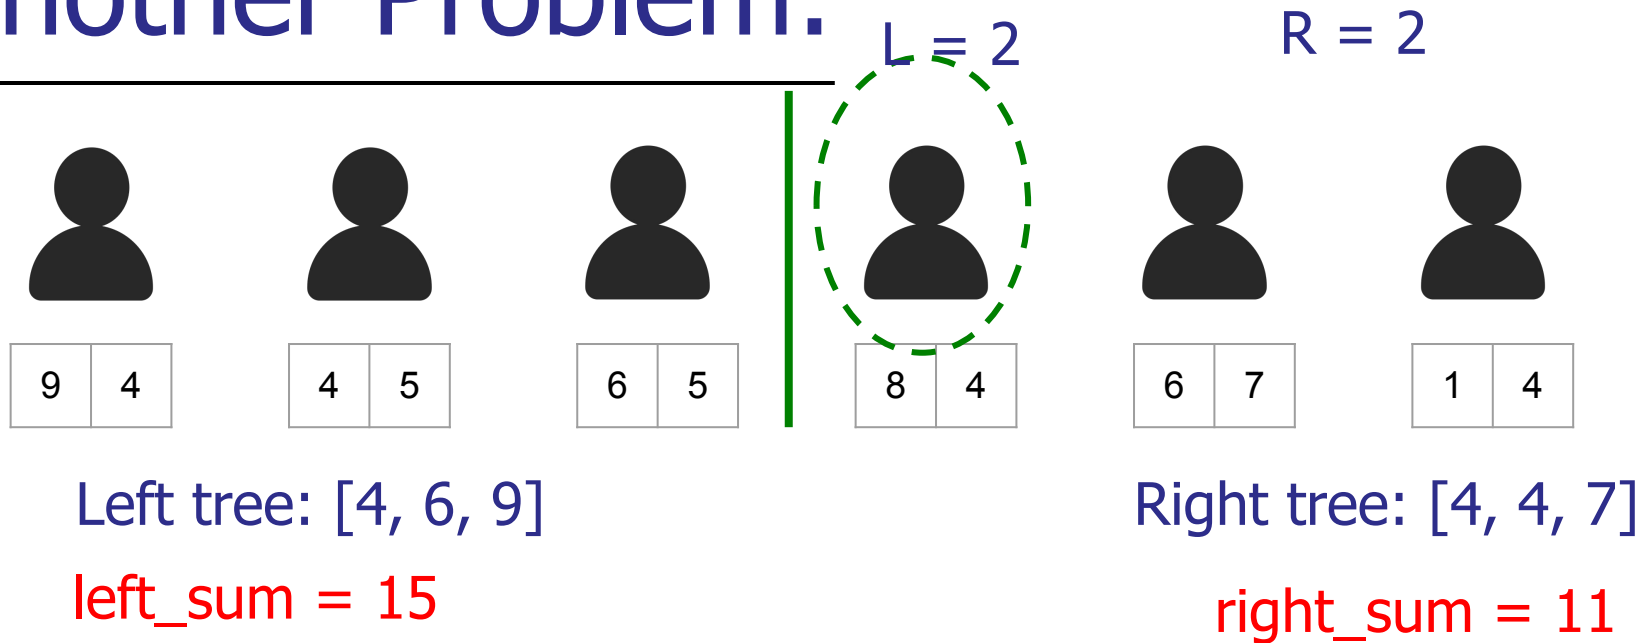 Problem:
L = 2
R = 2
9 4 4 5 6 5 8 4 6 7 1 4
Left tree: [4, 6, 9]
Right tree: [4, 4, 7]
left_sum = 15
right_sum = 11